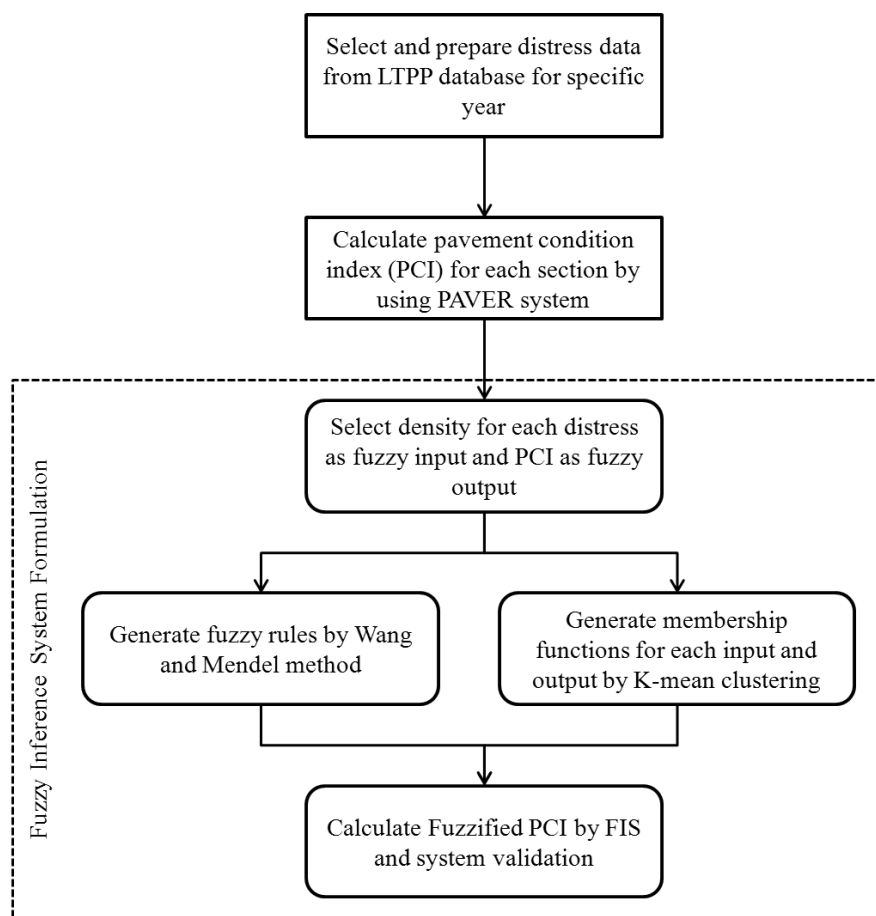 Select and prepare distress data
from LTPP database for specific
year
Calculate pavement condition
index (PCI) for each section by
using PAVER system
Fuzzy Inference System Formulation
Select density for each distress
as fuzzy input and PCI as fuzzy
output
Generate fuzzy rules by Wang
and Mendel method
Generate membership
functions for each input and
output by K-mean clustering
Calculate Fuzzified PCI by FIS
and system validation